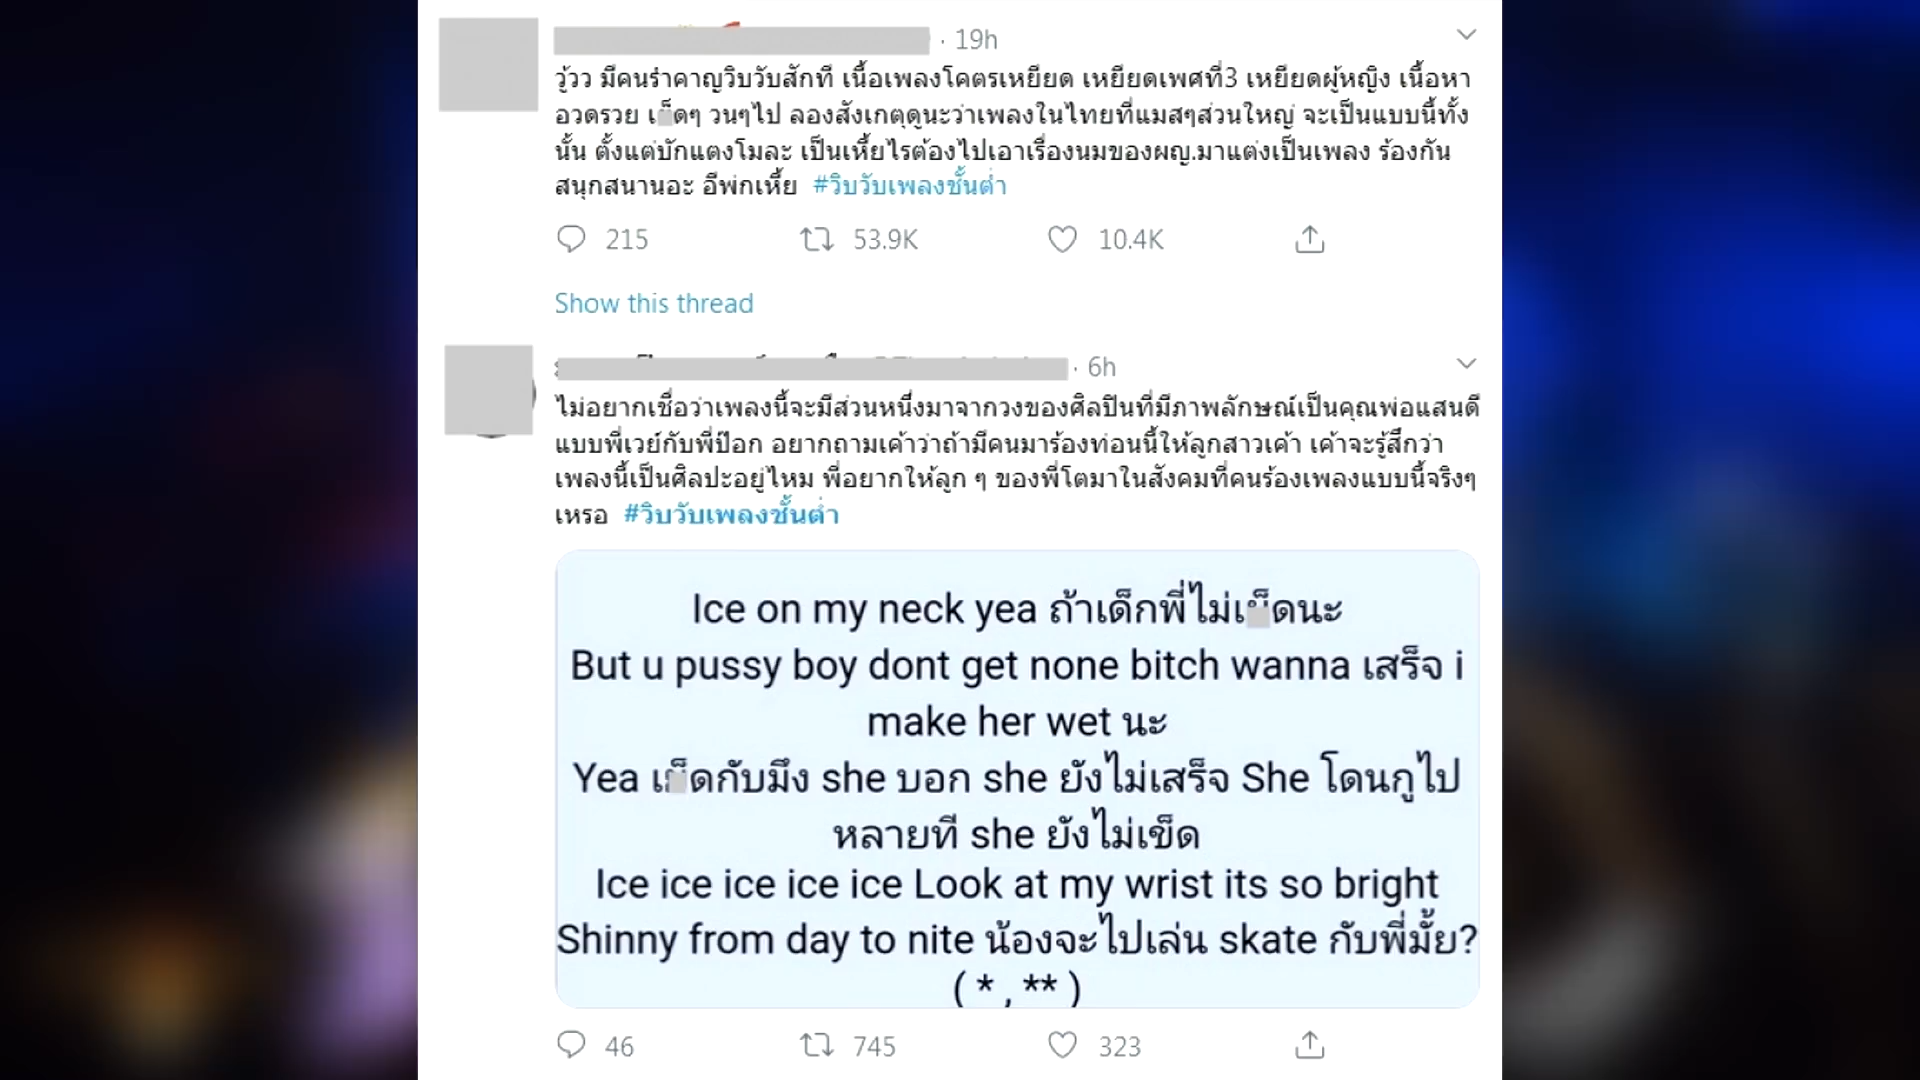 · 19h
วู้วว มีคนรำคาญวิบวับสักที เนื้อเพลงโคตรเหยียด เหยียดเพศที่3 เหยียดผู้หญิง เนื้อหา
อวดรวย วนๆไป ลองสังเกตุดูนะว่าเพลงในไทยที่แมสๆส่วนใหญ่ จะเป็นแบบนี้ทั้ง
นั้น ตั้งแต่บักแตงโมละ เป็นเหี้ยไรต้องไปเอาเรื่องนมของผญ.มาแต่งเป็นเพลง ร้องกัน
สนุกสนานอะ อีพ่กเหี้ย #วิบวับเพลงชั้นต่ำ
215 53.9K 10.4K
Show this thread
· 6h
ไม่อยากเชื่อว่าเพลงนี้จะมีส่วนหนึ่งมาจากวงของศิลปินที่มีภาพลักษณ์เป็นคุณพ่อแสนดี
แบบพี่เวย์กับพี่ป๊อก อยากถามเค้าว่าถ้ามีคนมาร้องท่อนนี้ให้ลูกสาวเค้า เค้าจะรู้สึกว่า
เพลงนี้เป็นศิลปะอยู่ไหม พี่อยากให้ลูก ๆ ของพี่โตมาในสังคมที่คนร้องเพลงแบบนี้จริงๆ
เหรอ #วิบวับเพลงชั้นต่ำ
Ice on my neck yea ถ้าเด็กพี่ไม่
But u pussy boy dont get none bitch wanna เสร็จ i
make her wet นะ
Yea กับมึง she บอก she ยังไม่เสร็จ She โดนกูไป
หลายที she ยังไม่เข็ด
Ice ice ice ice ice Look at my wrist its so bright
Shinny from day to nite น้องจะไปเล่น skate กับพี่มั้ย?
( * , ** )
46 745 323